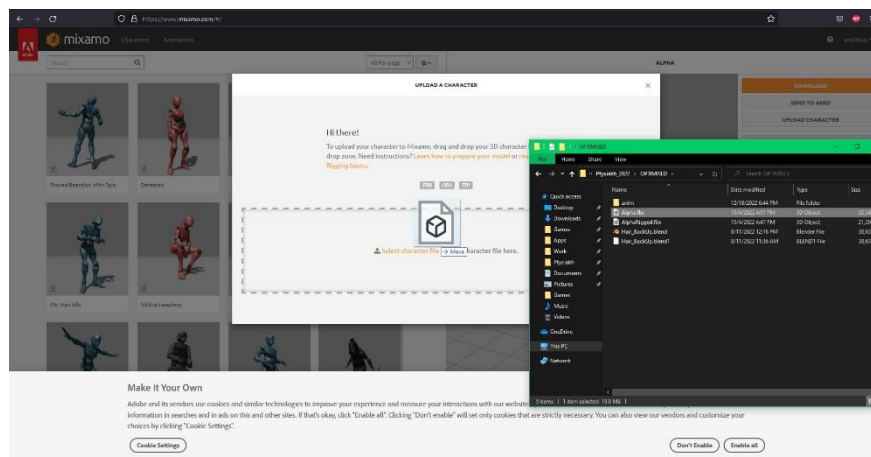 https://www.mixamo.com/#/
mixamo
Characters
Animations
Search
48 Per page
ALPHA
UPLOAD A CHARACTER
DOWNLOAD
SEND TO AERO
UPLOAD CHARACTER
Hi there!
To upload your character to Mixamo, drag and drop your 3D character
drop zone. Need instructions? Learn how to prepare your model or
Rigging basics.
FBX OBJ ZIP
Select character file
Move
character file here.
OPTIMISED
File Home Share View
Ptyxiakh_2022 > OPTIMISED
Search OPTIMISED
Name Date modified Type Size
Quick access
Desktop
Downloads
Games
Apps
Work
Ptyxiakh
Documents
Pictures
Games
Music
Videos
OneDrive
This PC
Network
anim 12/18/2022 6:44 PM File folder
Alpha.fbx 10/4/2022 4:01 PM 3D Object
AlphaRigged.fbx 10/4/2022 4:47 PM 3D Object
Hair_BackUp.blend 8/11/2022 12:16 PM Blender File
Hair_BackUp.blend1 8/11/2022 11:36 AM BLEND1 File
5 items 1 item selected 19.8 MB
Shoved Reaction With Spin
Defeated
Sitting Laughing
Make It Your Own
Adobe and its vendors use cookies and similar technologies to improve your experience and measure your interactions with our website
information in searches and in ads on this and other sites. If that's okay, click "Enable all". Clicking "Don't enable" will set only cookies that are strictly necessary. You can also view our vendors and customize your
choices by clicking "Cookie Settings".
Cookie Settings
Don't Enable
Enable all